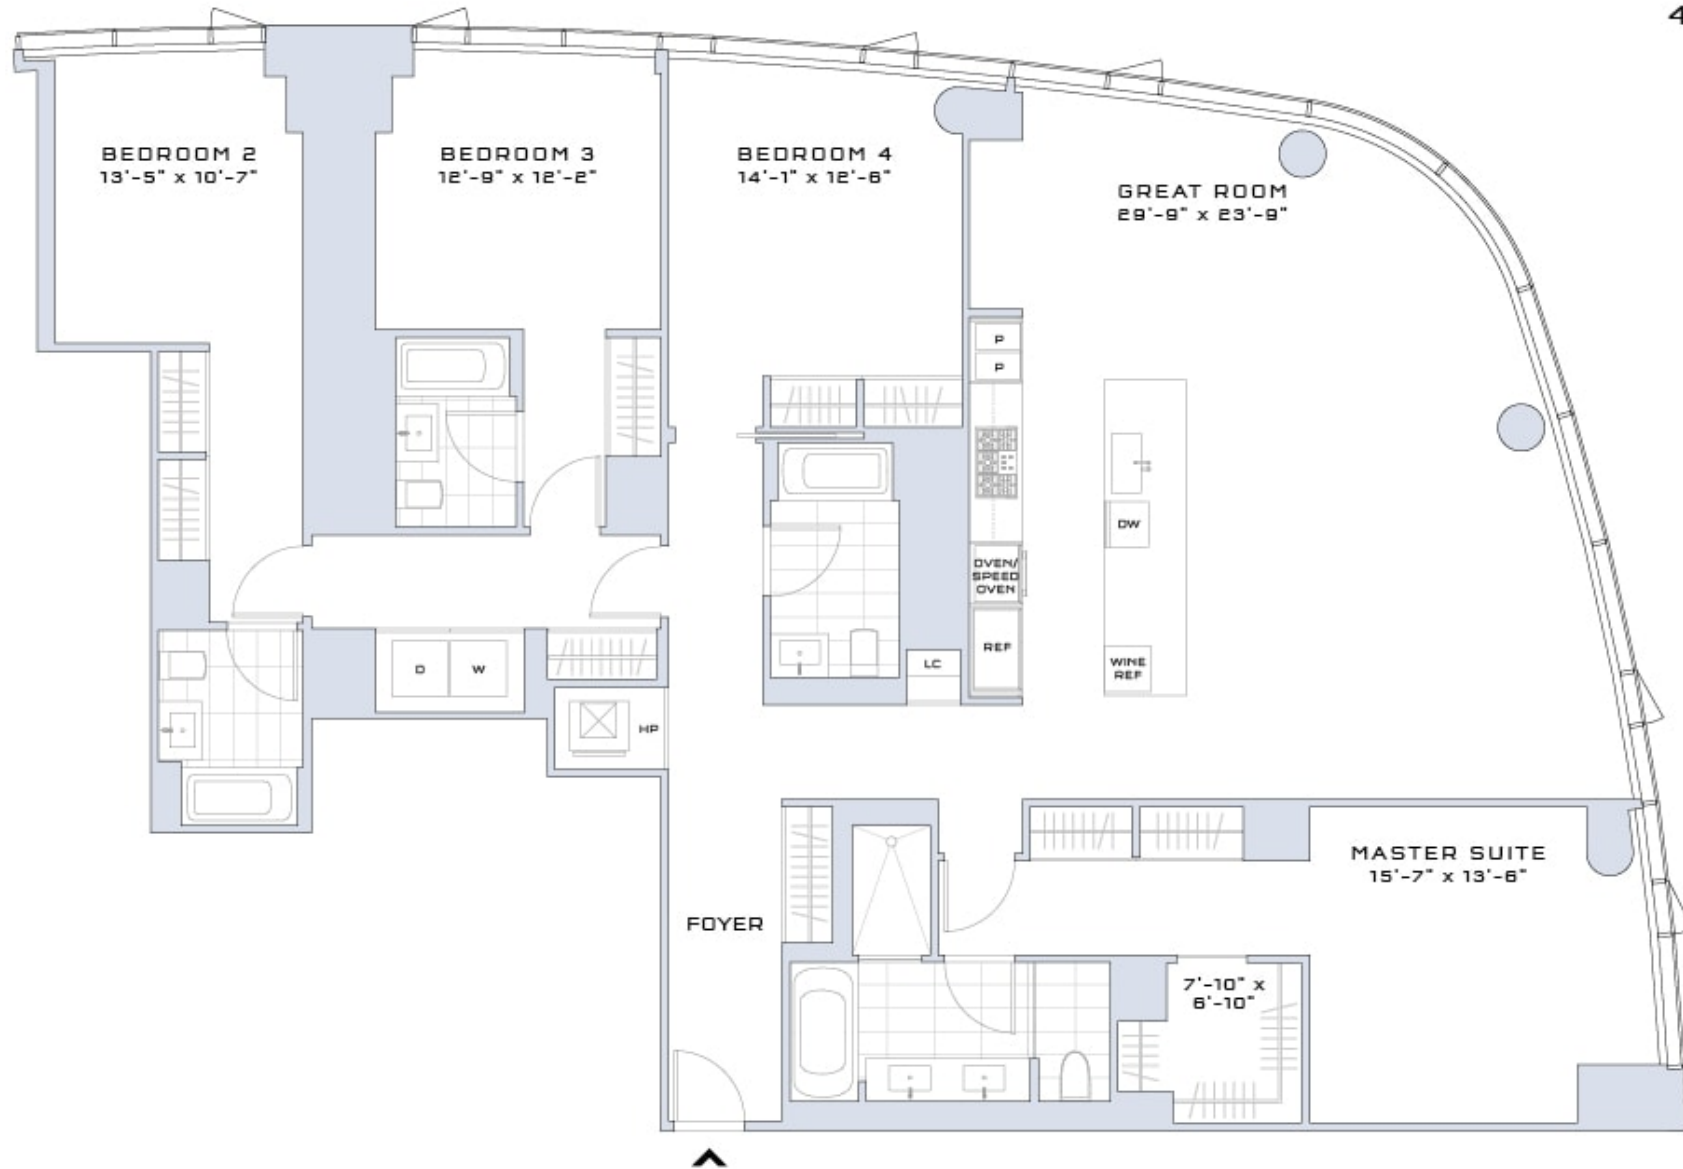 4
BEDROOM 2
13'-5" x 10'-7"
BEDROOM 3
12'-9" x 12'-2"
BEDROOM 4
14'-1" x 12'-6"
GREAT ROOM
29'-9" x 23'-9"
P
P
DW
OVEN/
SPEED
OVEN
REF
WINE
REF
LC
D
W
HP
MASTER SUITE
15'-7" x 13'-6"
FOYER
7'-10" x
6'-10"